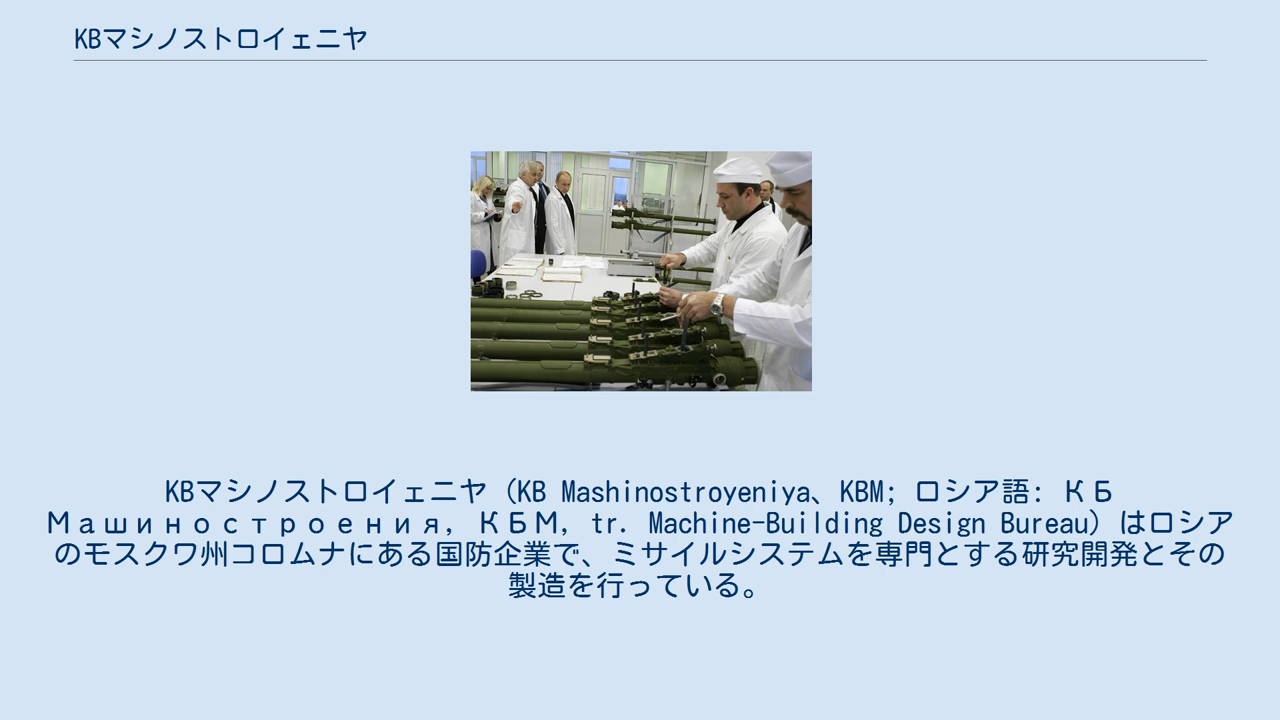 KBマシノストロイェニヤ
KBマシノストロイェニヤ（KB Mashinostroyeniya、KBM; ロシア語: КБ
Машиностроения, КБМ, tr. Machine-Building Design Bureau）はロシア
のモスクワ州コロムナにある国防企業で、ミサイルシステムを専門とする研究開発とその
製造を行っている。